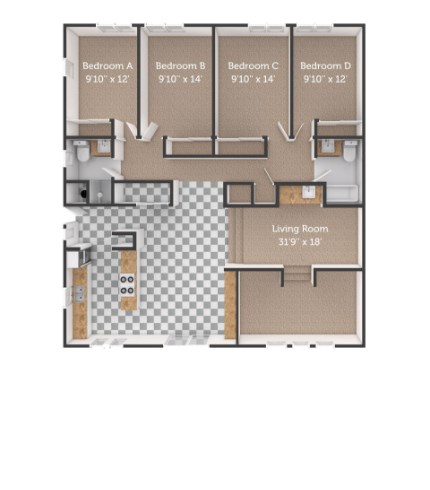 Bedroom A
9'10" x 12'
Bedroom B
9'10" x 14'
Bedroom C
9'10" x 14'
Bedroom D
9'10" x 12'
Living Room
31'9" x 18'